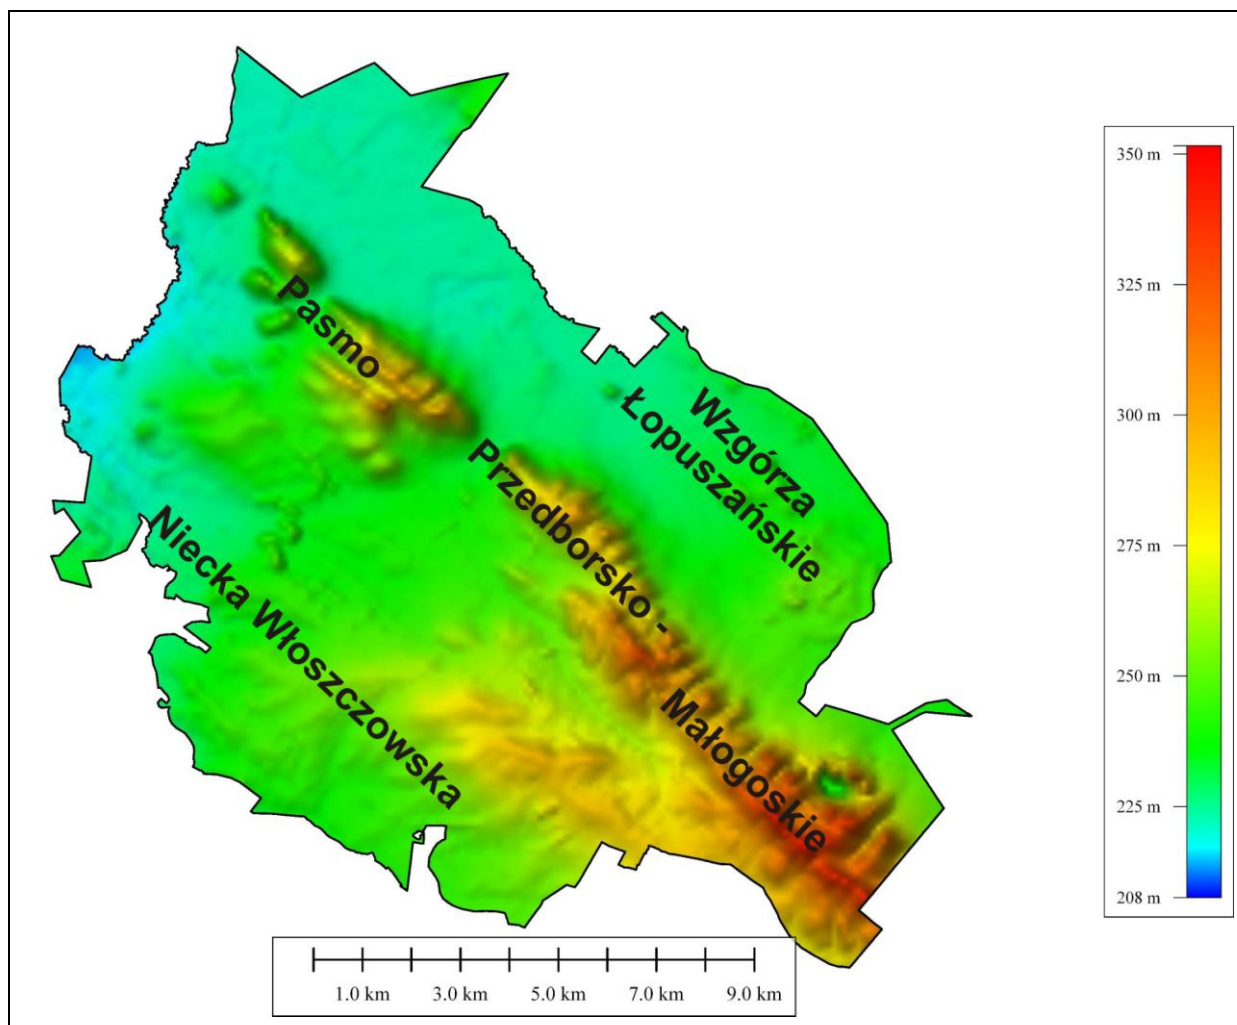 Pasmo
Przedborsko -
Małogoskie
Wzgórza
Łopuszańskie
Niecka Włoszczowska
350 m
325 m
300 m
275 m
250 m
225 m
208 m
1.0 km 3.0 km 5.0 km 7.0 km 9.0 km